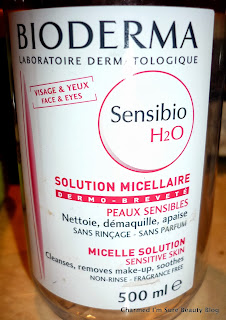 BIODERMA
LABORATOIRE DERMATOLOGIQUE
VISAGE & YEUX
FACE & EYES
Sensibio
H2O
SOLUTION MICELLAIRE
DERMO-BREVETÉ
PEAUX SENSIBLES
Nettoie, démaquille, apaise
SANS RINÇAGE - SANS PARFUM
MICELLE SOLUTION
SENSITIVE SKIN
Cleanses, removes make-up, soothes
NON-RINSE - FRAGRANCE FREE
500 ml e
Charmed I'm Sure Beauty Blog